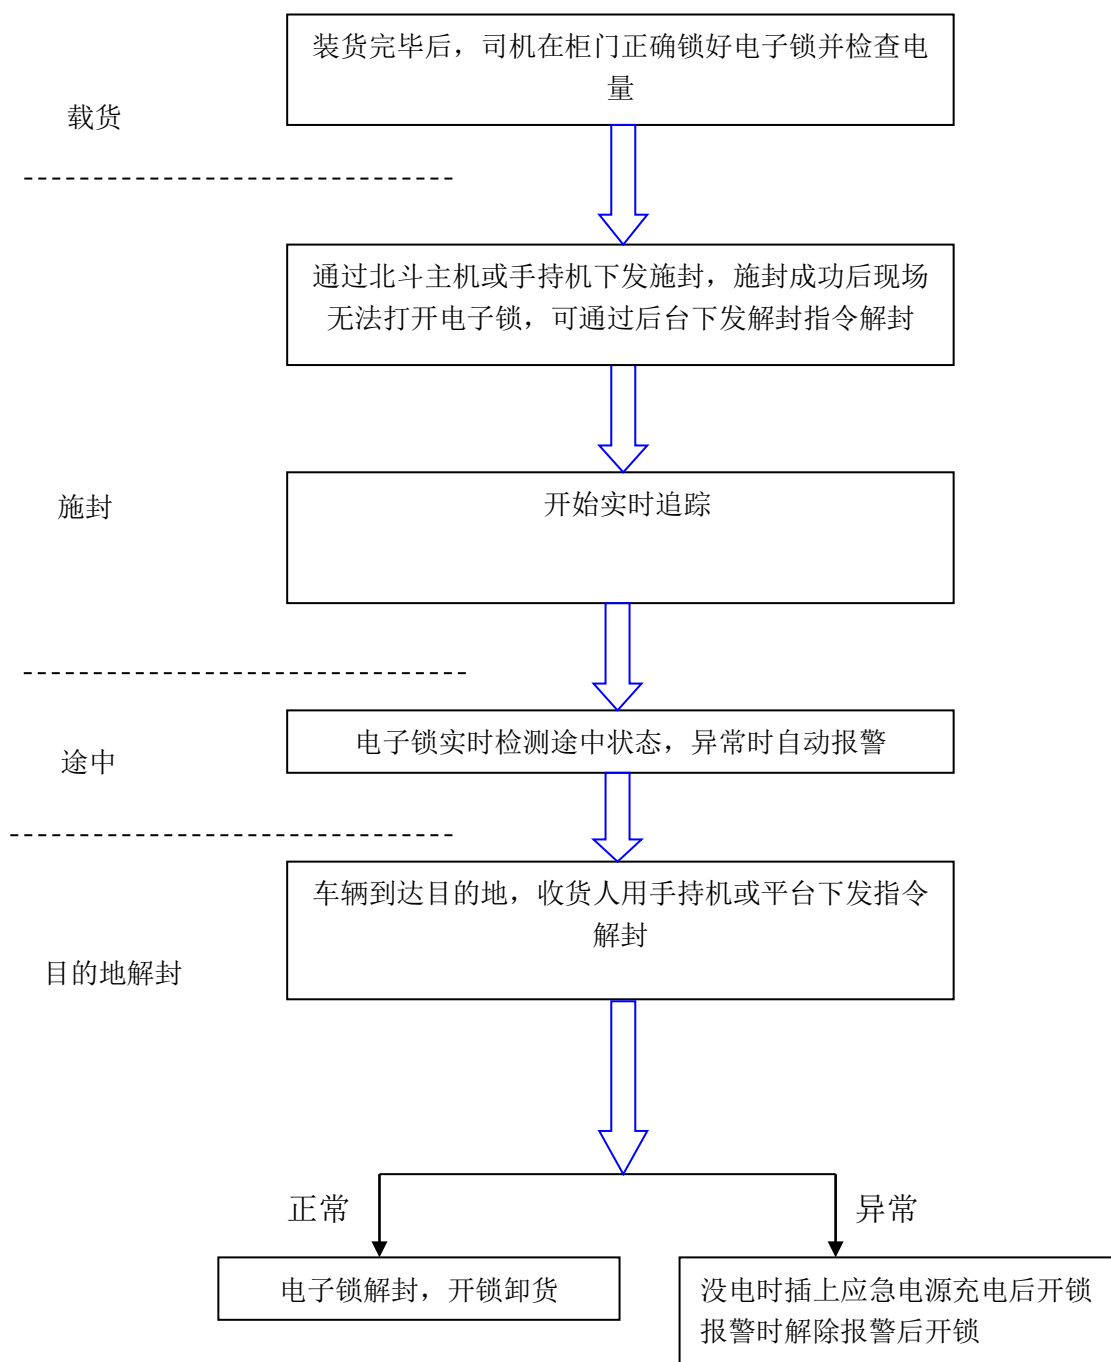 装货完毕后，司机在柜门正确锁好电子锁并检查电
量
载货
通过北斗主机或手持机下发施封，施封成功后现场
无法打开电子锁，可通过后台下发解封指令解封
施封
开始实时追踪
途中
电子锁实时检测途中状态，异常时自动报警
车辆到达目的地，收货人用手持机或平台下发指令
解封
目的地解封
正常
异常
电子锁解封，开锁卸货
没电时插上应急电源充电后开锁
报警时解除报警后开锁